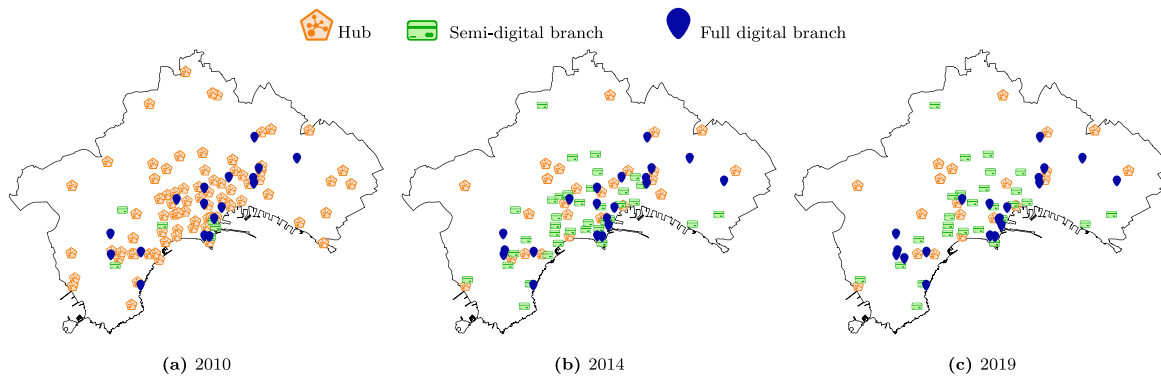 Hub
Semi-digital branch
Full digital branch
(a) 2010
(b) 2014
(c) 2019